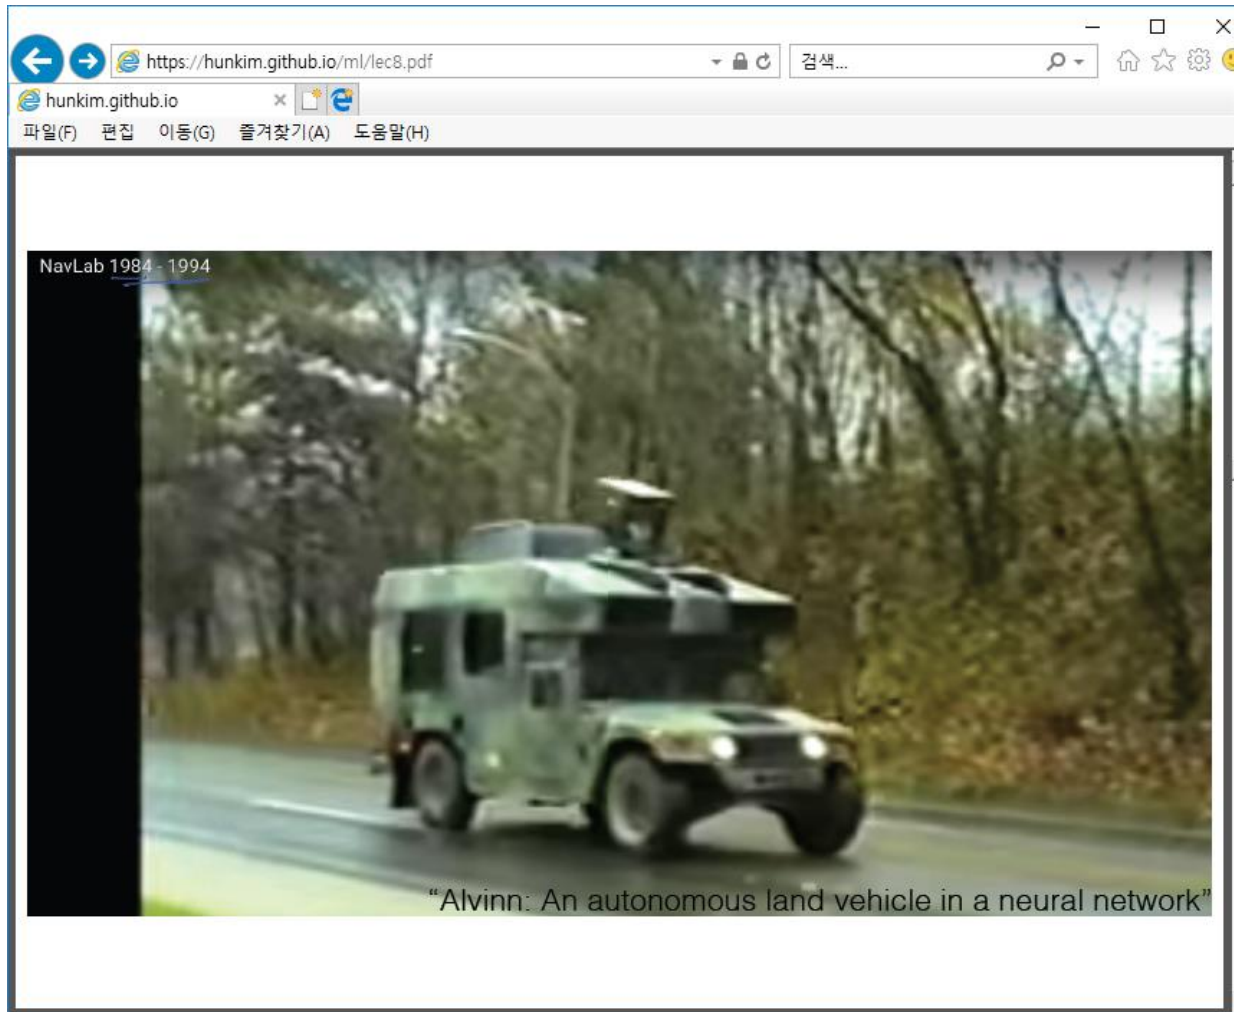 https://hunkim.github.io/ml/lec8.pdf
검색...
hunkim.github.io
파일(F) 편집 이동(G) 즐겨찾기(A) 도움말(H)
NavLab 1984 - 1994
“Alvinn: An autonomous land vehicle in a neural network”